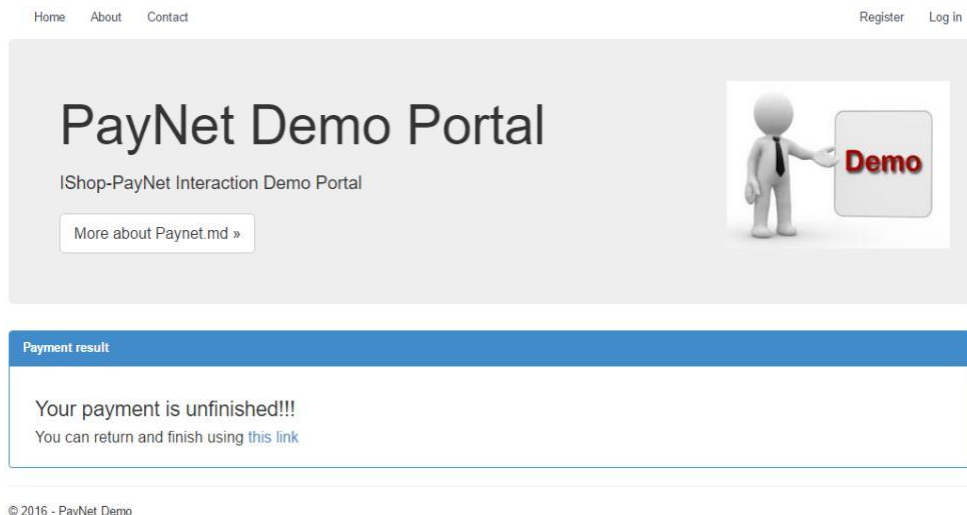 Home About Contact Register Log in
PayNet Demo Portal
IShop-PayNet Interaction Demo Portal
More about Paynet.md »
Demo
Payment result
Your payment is unfinished!!!
You can return and finish using this link
© 2016 - PayNet Demo